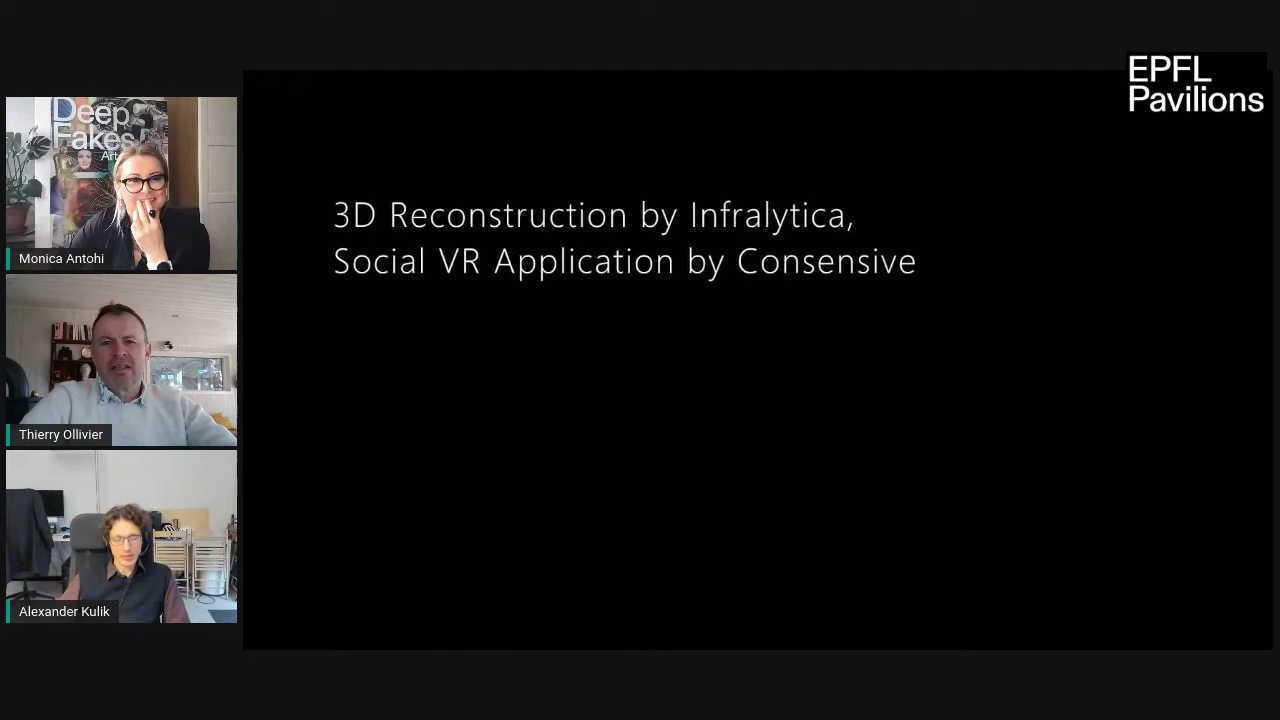 EPFL
Pavilions
Deep
Fakes
Art
Monica Antohi
3D Reconstruction by Infralytica,
Social VR Application by Consensive
Thierry Ollivier
Alexander Kulik